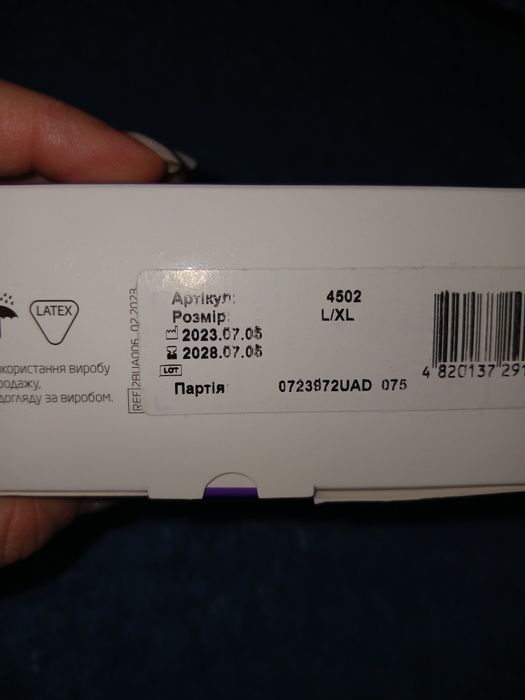 LATEX
користання виробу
родажу,
догляду за виробом.
REF 2BUA006_02.2023
Артікул: 4502
Розмір: L/XL
2023.07.05
2028.07.05
LOT
Партія 0723972UAD 075
4 820137 291